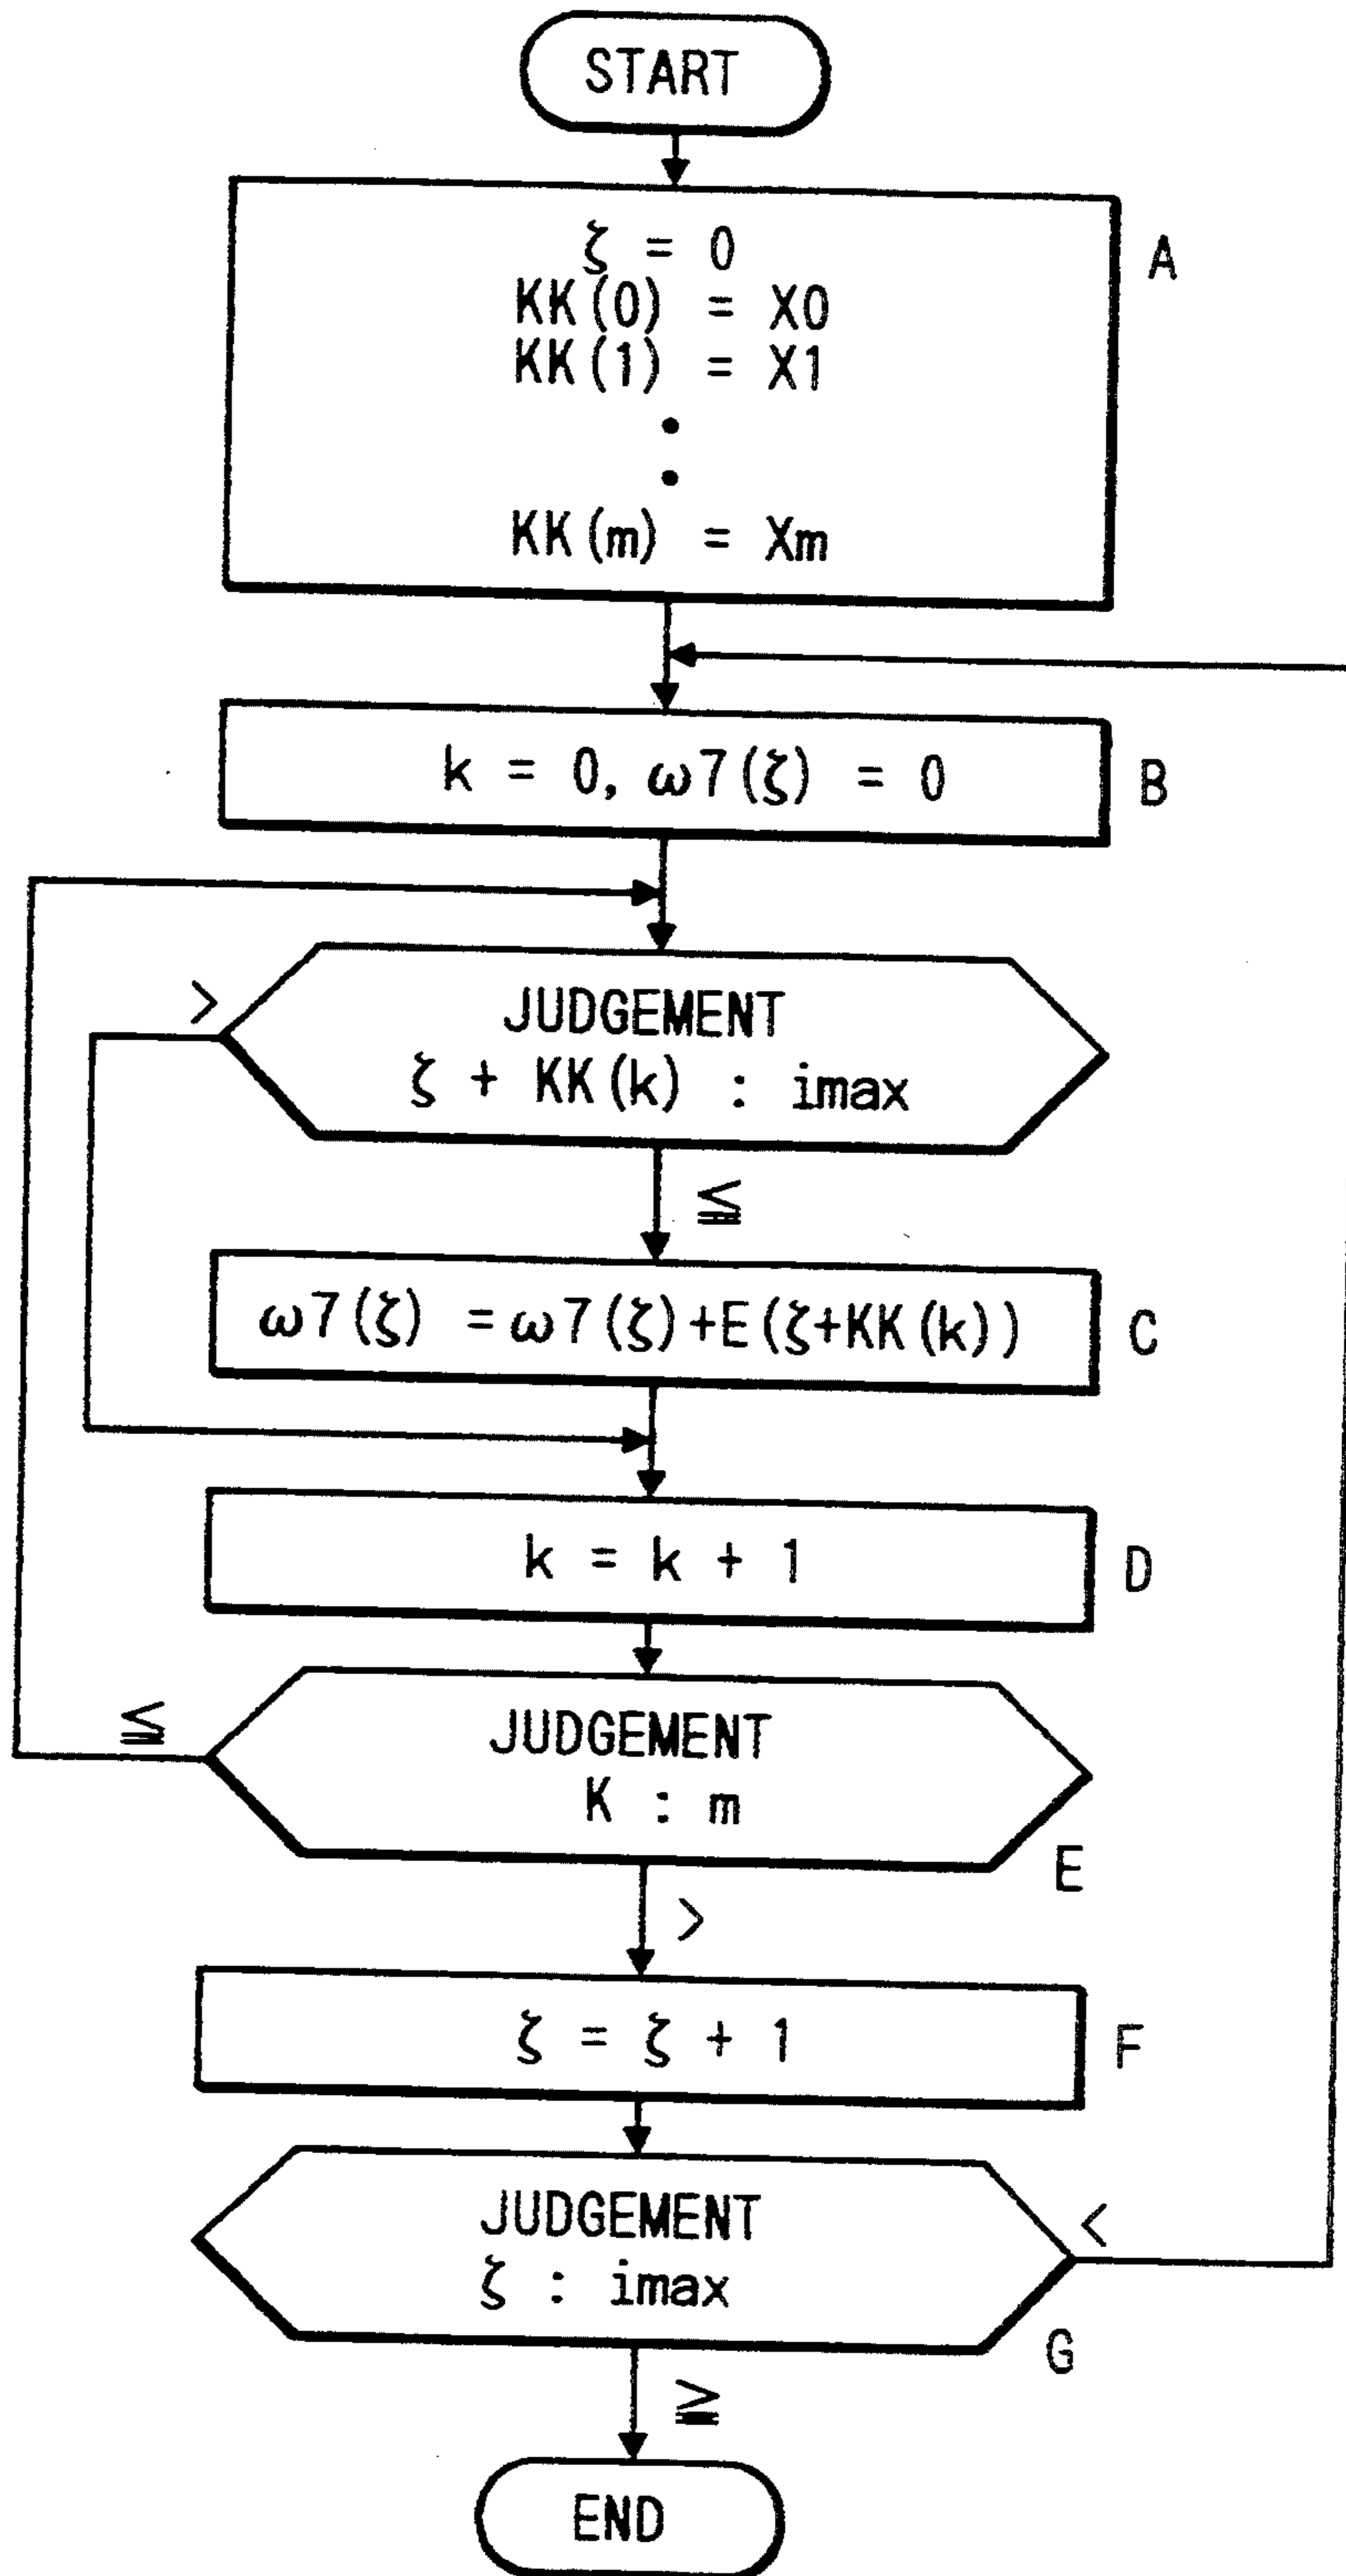 START
ζ = 0
A
KK(0) = X0
KK(1) = X1
•
•
KK(m) = Xm
k = 0, ω7(ζ) = 0
B
>
JUDGEMENT
ζ + KK(k) : imax
≦
ω7(ζ) = ω7(ζ)+E(ζ+KK(k))
C
k = k + 1
D
≦
JUDGEMENT
K : m
E
>
ζ = ζ + 1
F
JUDGEMENT
<
ζ : imax
G
≧
END